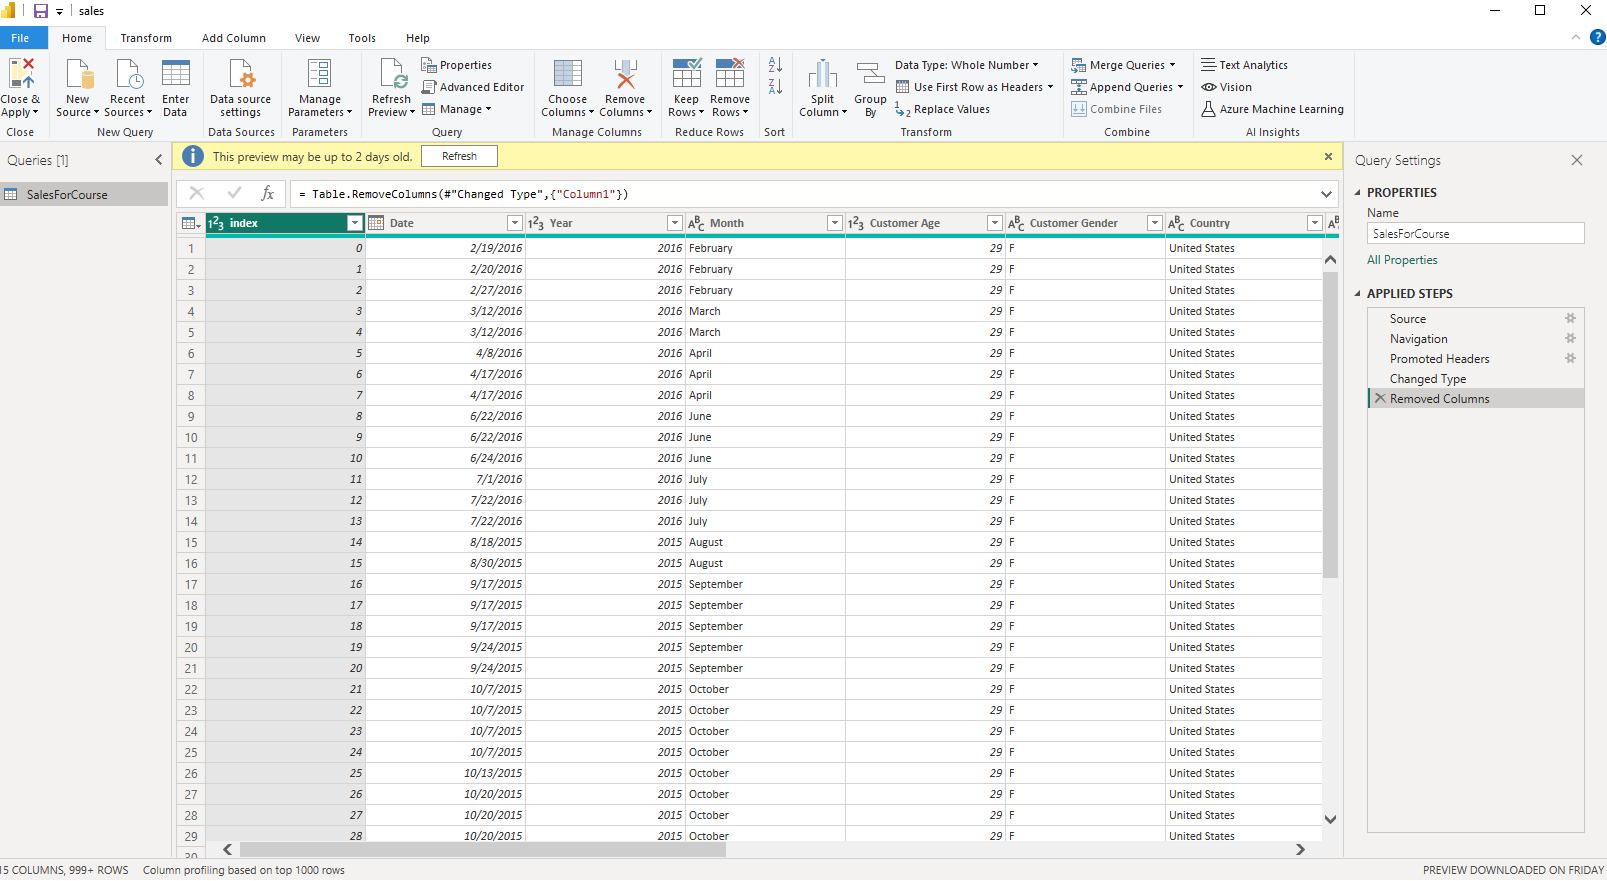 sales
File Home Transform Add Column View Tools Help
Close & Apply
Close
New Source
Recent Sources
Enter Data
New Query
Data source settings
Data Sources
Manage Parameters
Parameters
Refresh Preview
Properties
Advanced Editor
Manage
Query
Choose Columns
Remove Columns
Manage Columns
Keep Rows
Remove Rows
Reduce Rows
Sort
Split Column
Group By
Data Type: Whole Number
Use First Row as Headers
Replace Values
Transform
Merge Queries
Append Queries
Combine Files
Combine
Text Analytics
Vision
Azure Machine Learning
AI Insights
Queries [1]
SalesForCourse
This preview may be up to 2 days old. Refresh
= Table.RemoveColumns(#"Changed Type",{"Column1"})
index Date Year Month Customer Age Customer Gender Country
1 0 2/19/2016 2016 February 29 F United States
2 1 2/20/2016 2016 February 29 F United States
3 2 2/27/2016 2016 February 29 F United States
4 3 3/12/2016 2016 March 29 F United States
5 4 3/12/2016 2016 March 29 F United States
6 5 4/8/2016 2016 April 29 F United States
7 6 4/17/2016 2016 April 29 F United States
8 7 4/17/2016 2016 April 29 F United States
9 8 6/22/2016 2016 June 29 F United States
10 9 6/22/2016 2016 June 29 F United States
11 10 6/24/2016 2016 June 29 F United States
12 11 7/1/2016 2016 July 29 F United States
13 12 7/22/2016 2016 July 29 F United States
14 13 7/22/2016 2016 July 29 F United States
15 14 8/18/2015 2015 August 29 F United States
16 15 8/30/2015 2015 August 29 F United States
17 16 9/17/2015 2015 September 29 F United States
18 17 9/17/2015 2015 September 29 F United States
19 18 9/17/2015 2015 September 29 F United States
20 19 9/24/2015 2015 September 29 F United States
21 20 9/24/2015 2015 September 29 F United States
22 21 10/7/2015 2015 October 29 F United States
23 22 10/7/2015 2015 October 29 F United States
24 23 10/7/2015 2015 October 29 F United States
25 24 10/7/2015 2015 October 29 F United States
26 25 10/13/2015 2015 October 29 F United States
27 26 10/20/2015 2015 October 29 F United States
28 27 10/20/2015 2015 October 29 F United States
29 28 10/20/2015 2015 October 29 F United States
Query Settings
PROPERTIES
Name
SalesForCourse
All Properties
APPLIED STEPS
Source
Navigation
Promoted Headers
Changed Type
Removed Columns
15 COLUMNS, 999+ ROWS Column profiling based on top 1000 rows PREVIEW DOWNLOADED ON FRIDAY